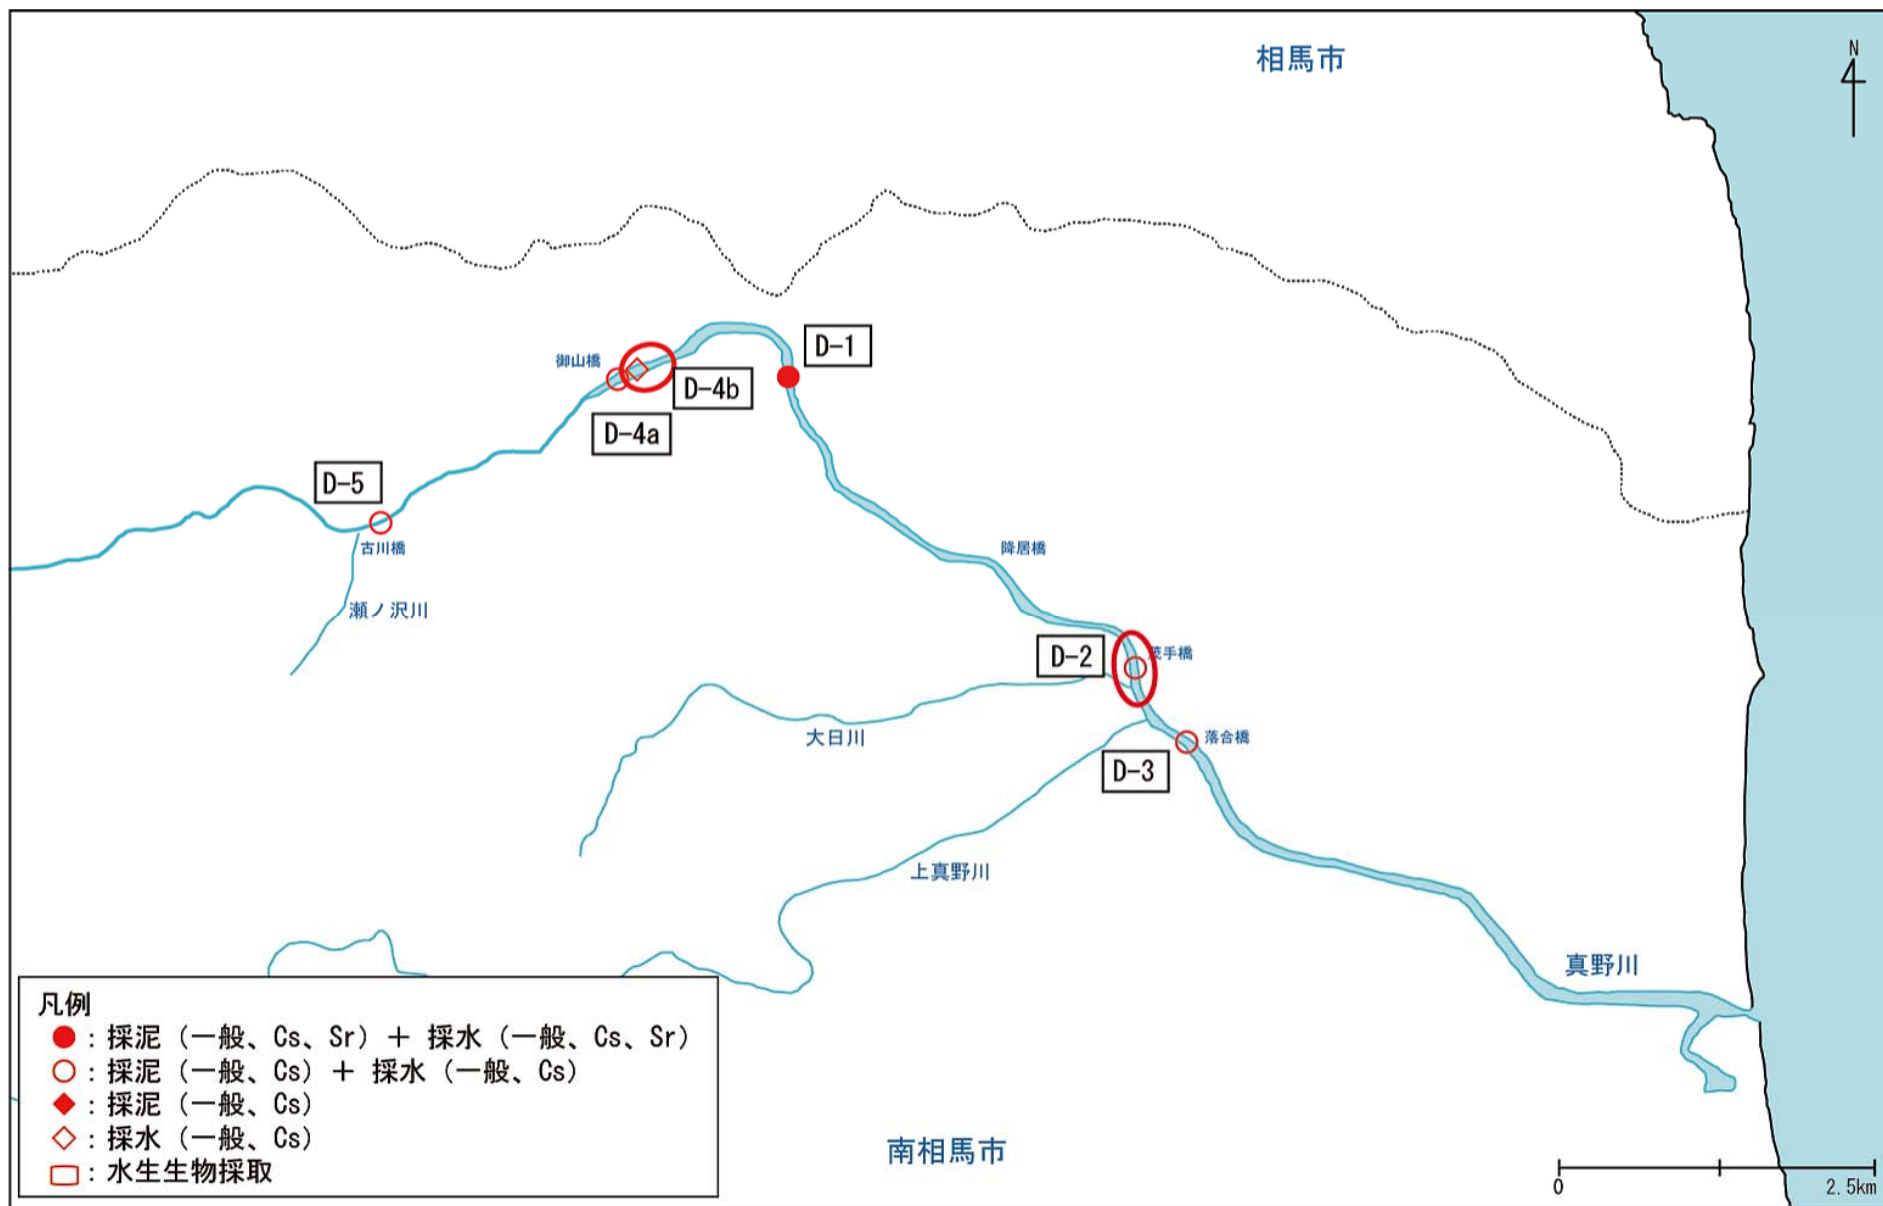 相馬市
N
D-1
御山橋
D-4b
D-4a
D-5
古川橋
瀬ノ沢川
降居橋
D-2
茂手橋
大日川
落合橋
D-3
上真野川
真野川
凡例
：採泥（一般、Cs、Sr）＋ 採水（一般、Cs、Sr）
：採泥（一般、Cs）＋ 採水（一般、Cs）
：採泥（一般、Cs）
：採水（一般、Cs）
：水生生物採取
南相馬市
0
2.5km